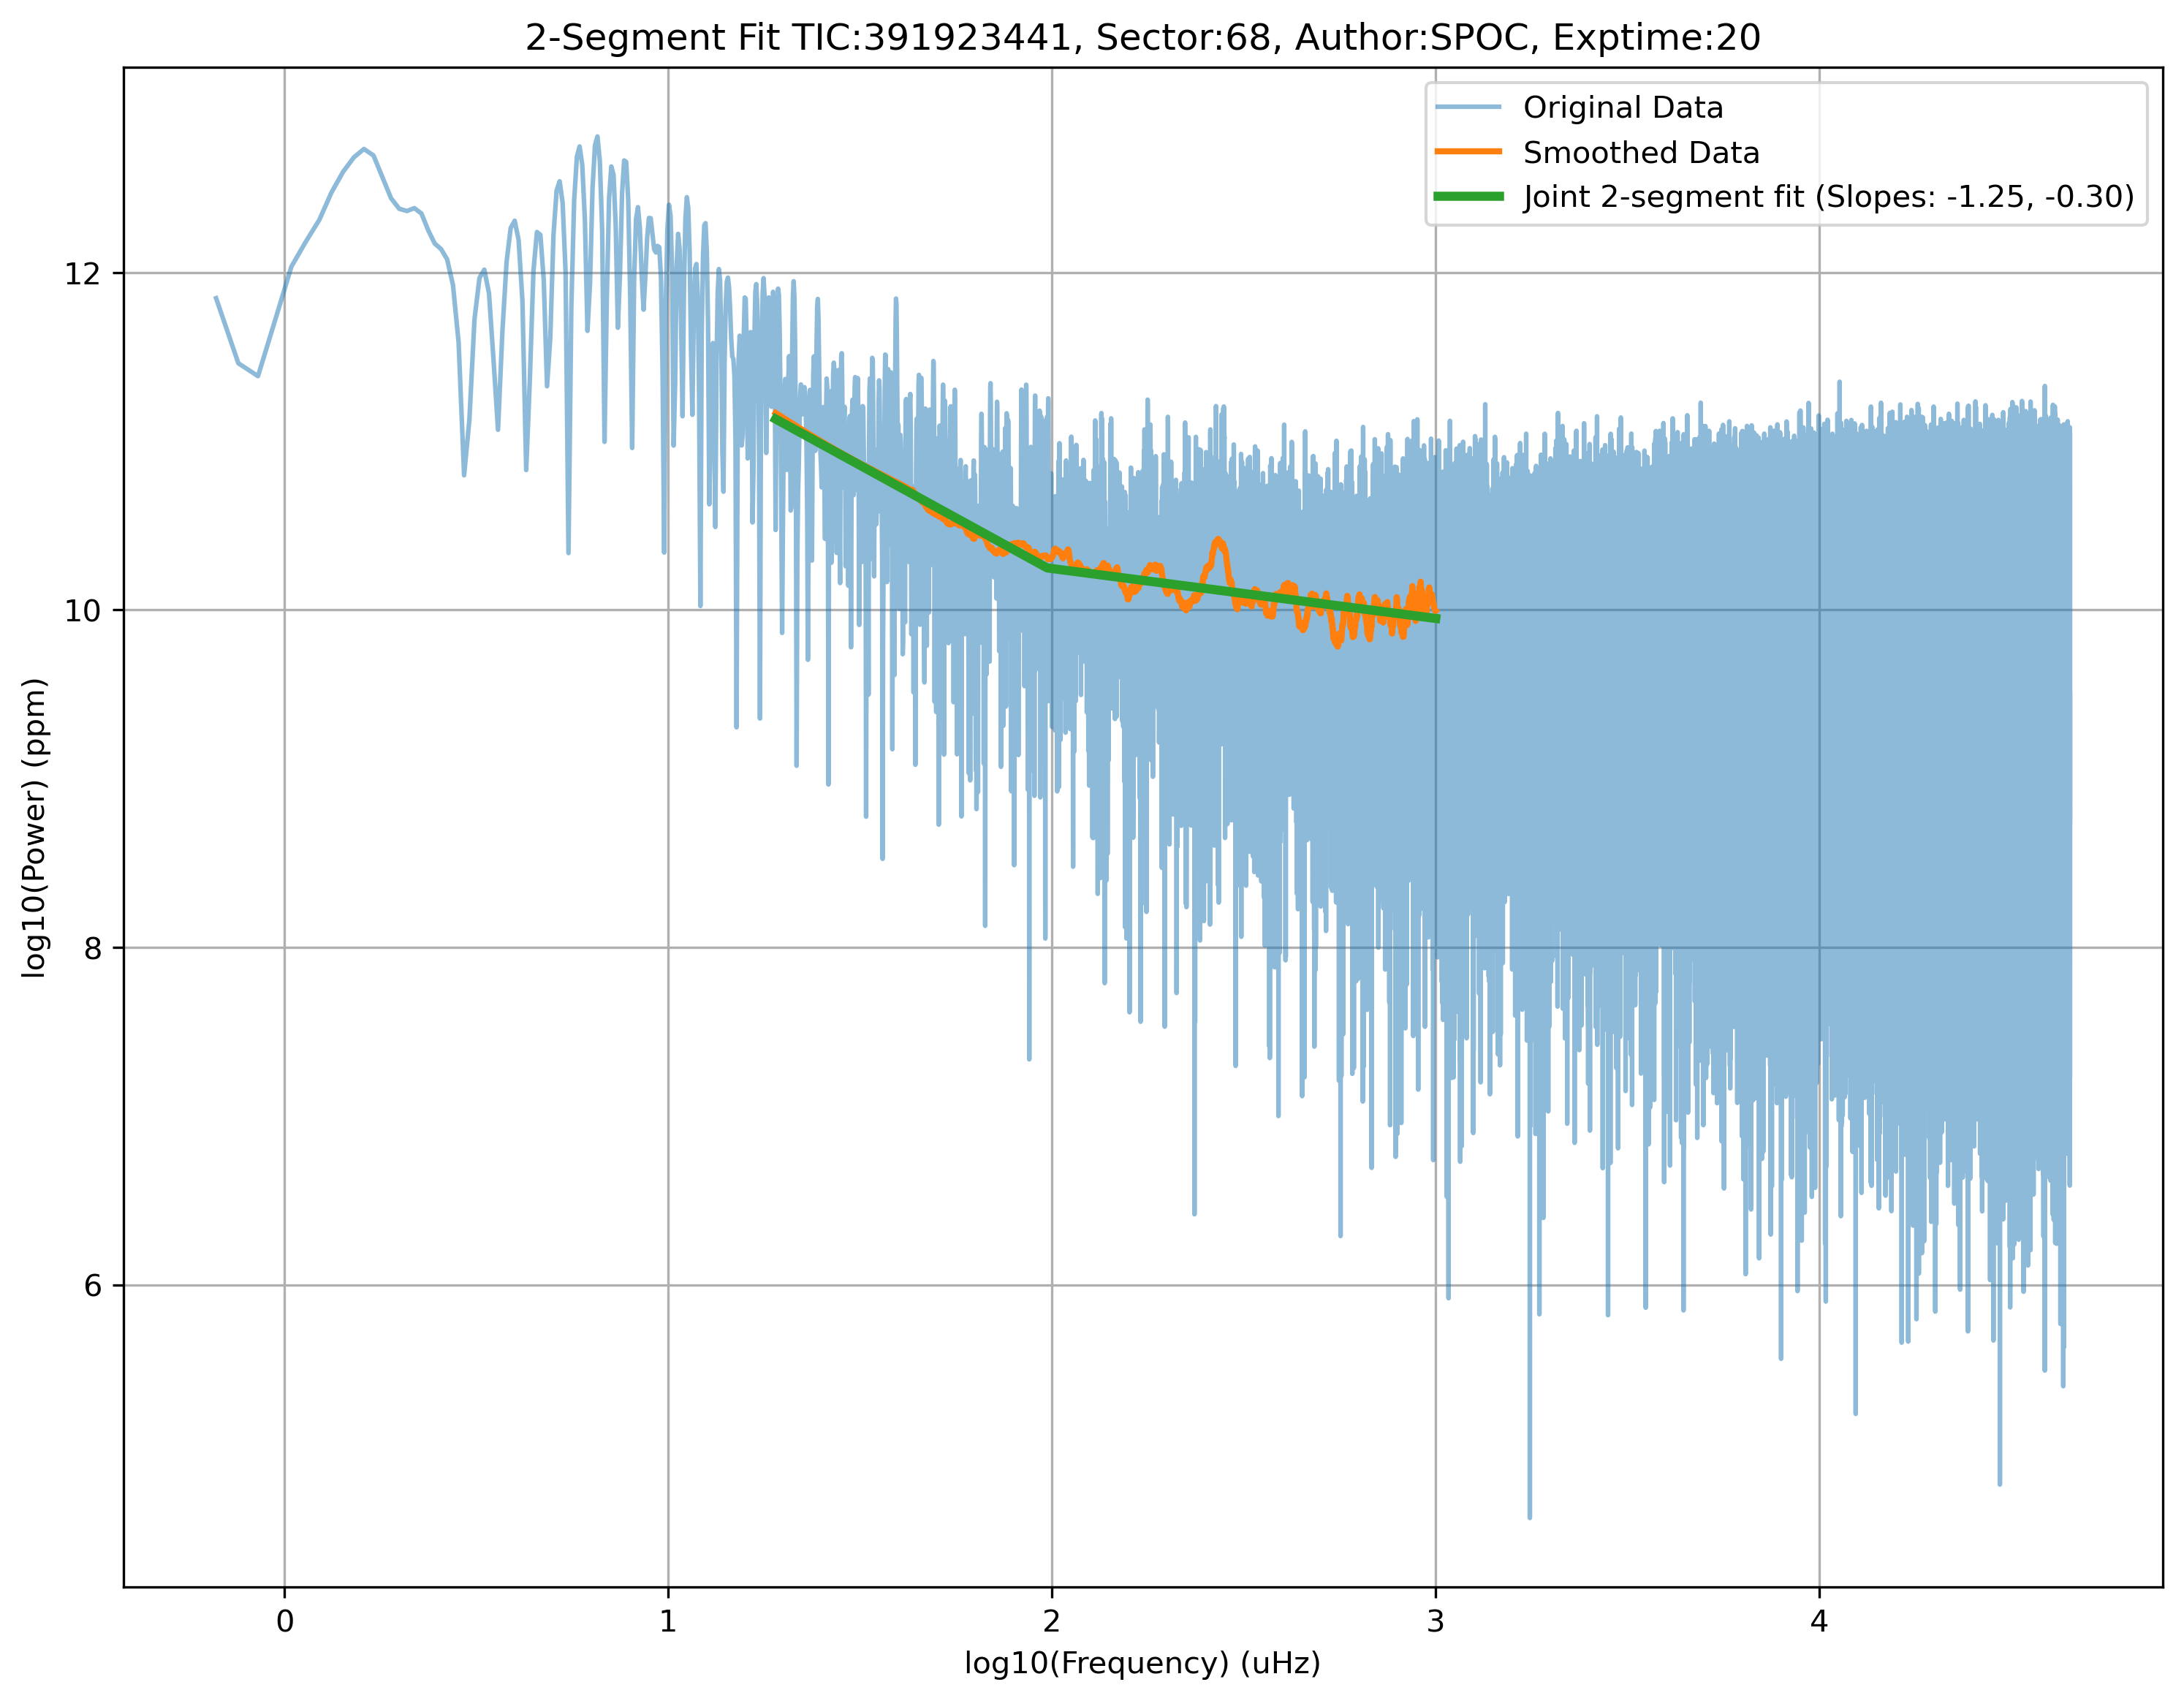 2-Segment Fit TIC:391923441, Sector:68, Author:SPOC, Exptime:20
Original Data
Smoothed Data
Joint 2-segment fit (Slopes: -1.25, -0.30)
log10(Power) (ppm)
12
10
8
6
0 1 2 3 4
log10(Frequency) (uHz)